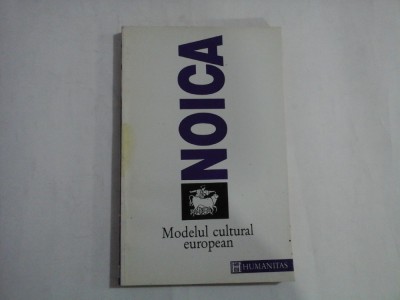 NOICA
Modelul cultural
european
HUMANITAS